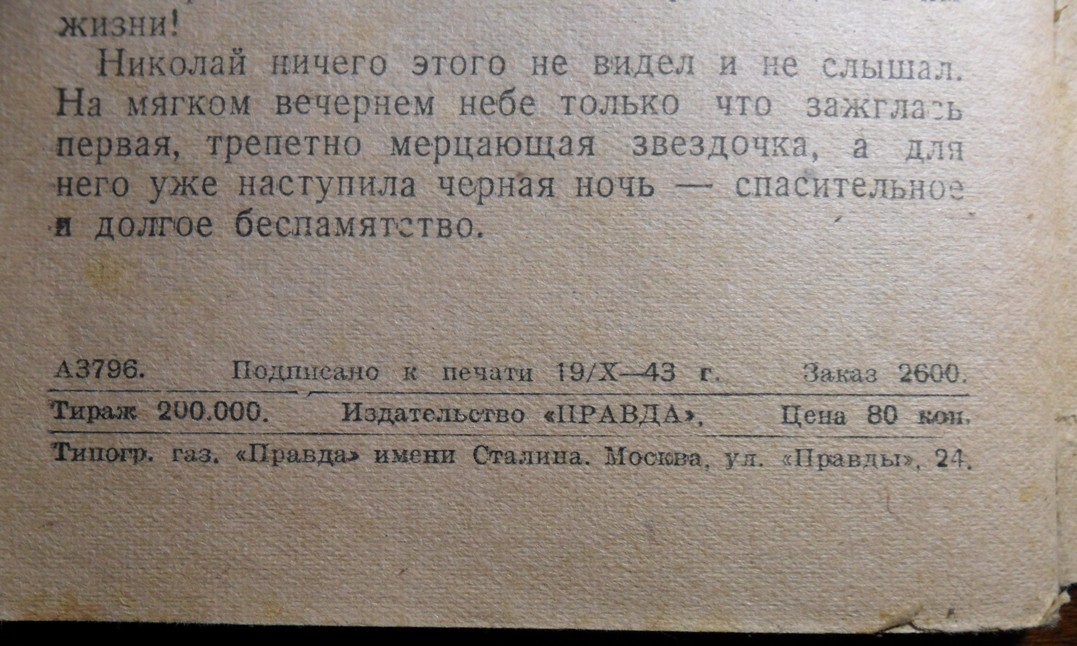 жизни!
Николай ничего этого не видел и не слышал.
На мягком вечернем небе только что зажглась
первая, трепетно мерцающая звездочка, а для
него уже наступила черная ночь — спасительное
и долгое беспамятство.
А3796. Подписано к печати 19/X—43 г. Заказ 2600.
Тираж 200.000. Издательство «ПРАВДА». Цена 80 коп.
Типогр. газ. «Правда» имени Сталина. Москва, ул. «Правды», 24.